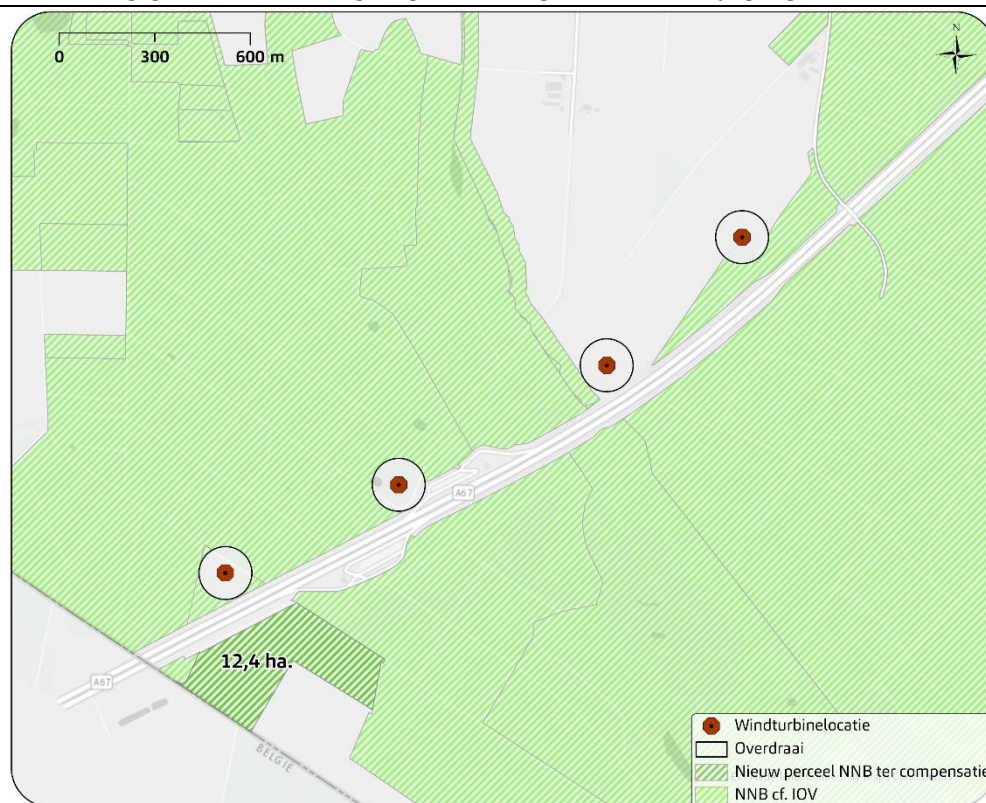 0 300 600 m
N
A67
12,4 ha.
A67
BELGIE
Windturbinelocatie
Overdraai
Nieuw perceel NNB ter compensatie
NNB cf. IOV